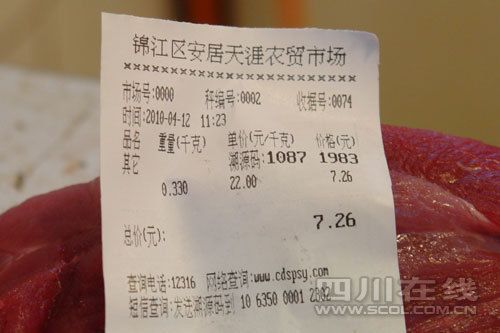 锦江区安居天涯农贸市场
××××××××××××××××××××××
市场号:0000 秤编号:0002 收据号:0074
时间:2010-04-12 11:23
品名 重量(千克) 单价(元/千克) 价格(元)
其它 溯源码:1087 1983
0.330 22.00 7.26
总价(元): 7.26
查询电话:12316 网络查询:www.cdspsy.com
短信查询:发送溯源码到 10 6350 0001 2002
四川在线
WWW.SCOL.COM.CN